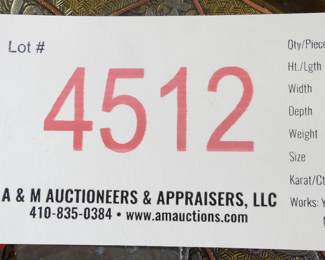 Lot #
4512
A & M AUCTIONEERS & APPRAISERS, LLC
410-835-0384 • www.amauctions.com
Qty/Piece
Ht./Lgth
Width
Depth
Weight
Size
Karat/Ct
Works: Y